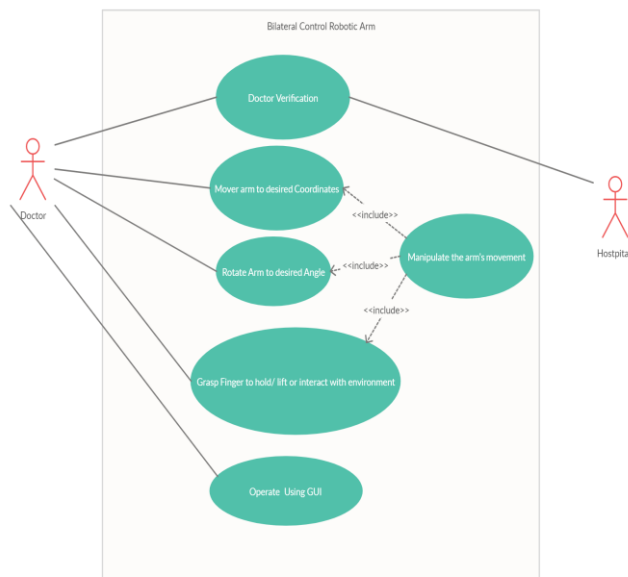 Bilateral Control Robotic Arm
Doctor Verification
Doctor
Mover arm to desired Coordinates
<<include>>
Hostpital
Manipulate the arm's movement
<<include>>
Rotate Arm to desired Angle
<<include>>
Grasp Finger to hold/ lift or interact with environment
Operate Using GUI